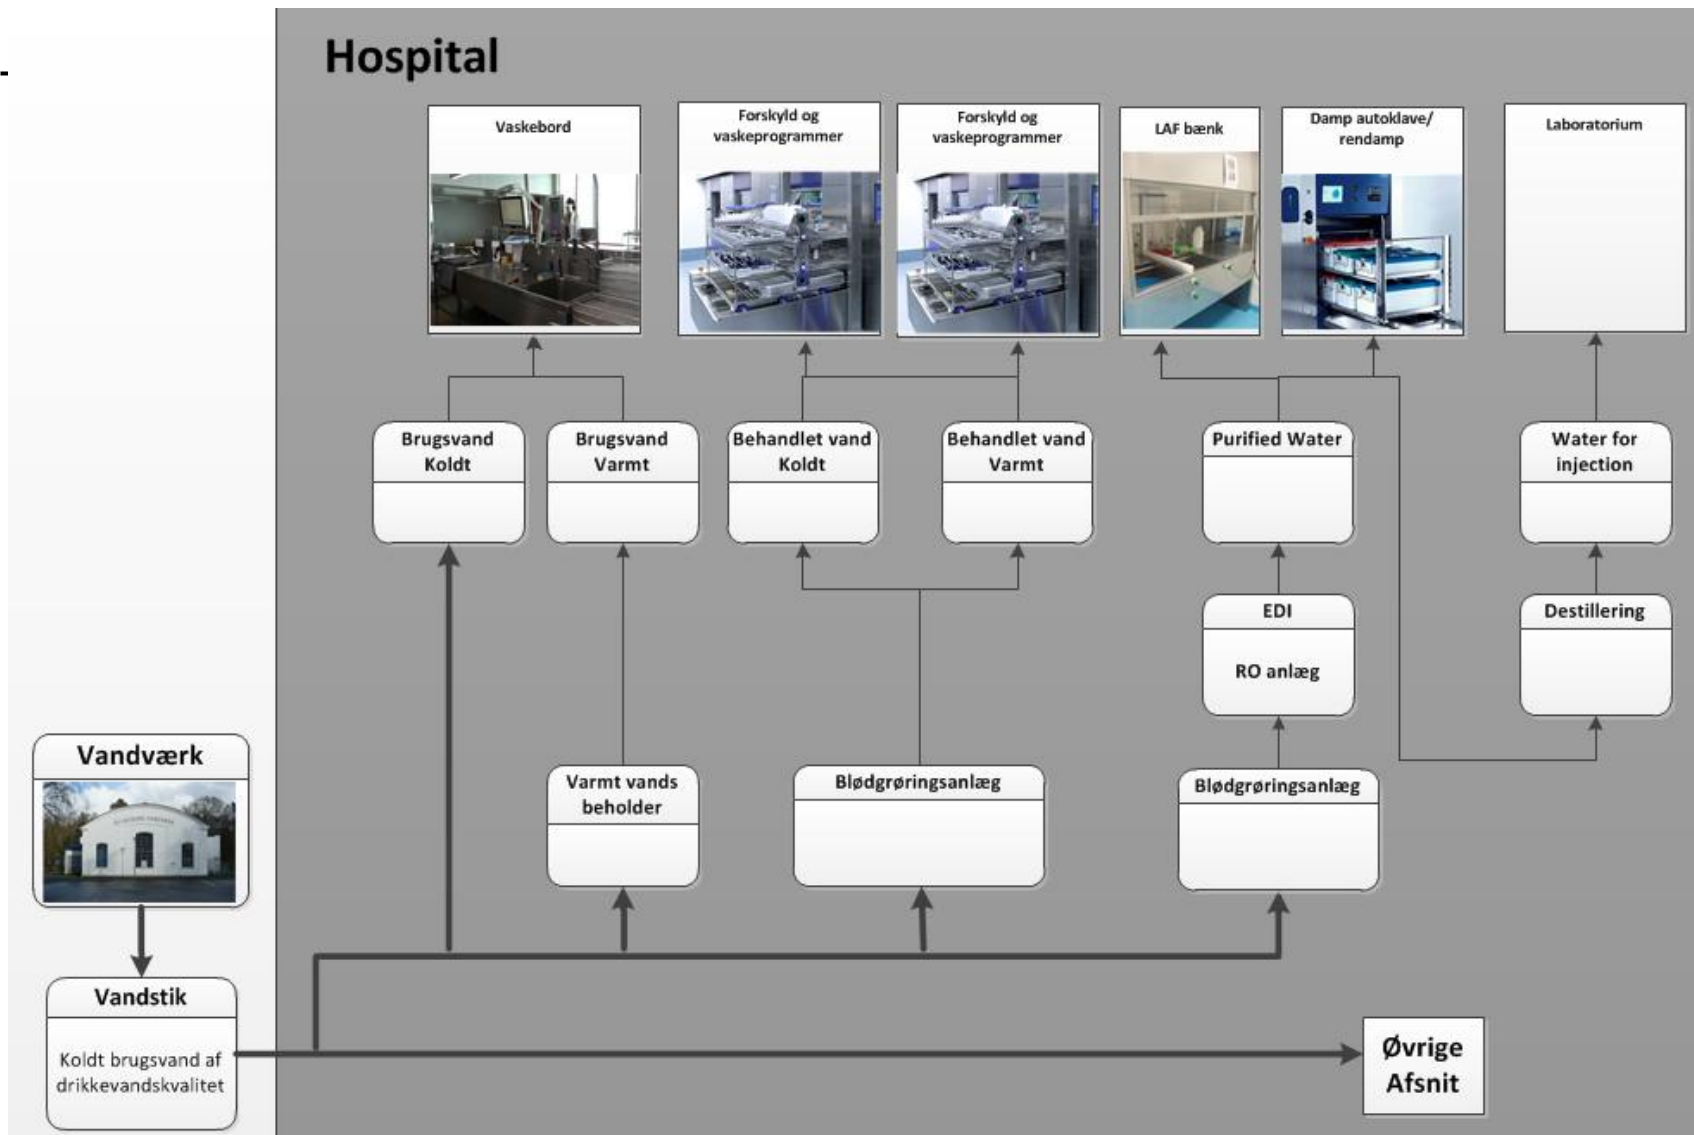 Hospital
Vaskebord
Forskyld og
vaskeprogrammer
Forskyld og
vaskeprogrammer
LAF bænk
Damp autoklave/
rendamp
Laboratorium
Brugsvand
Koldt
Brugsvand
Varmt
Behandlet vand
Koldt
Behandlet vand
Varmt
Purified Water
Water for
injection
EDI
RO anlæg
Destillering
Vandværk
Varmt vands
beholder
Blødgrøringsanlæg
Blødgrøringsanlæg
Vandstik
Koldt brugsvand af
drikkevandskvalitet
Øvrige
Afsnit